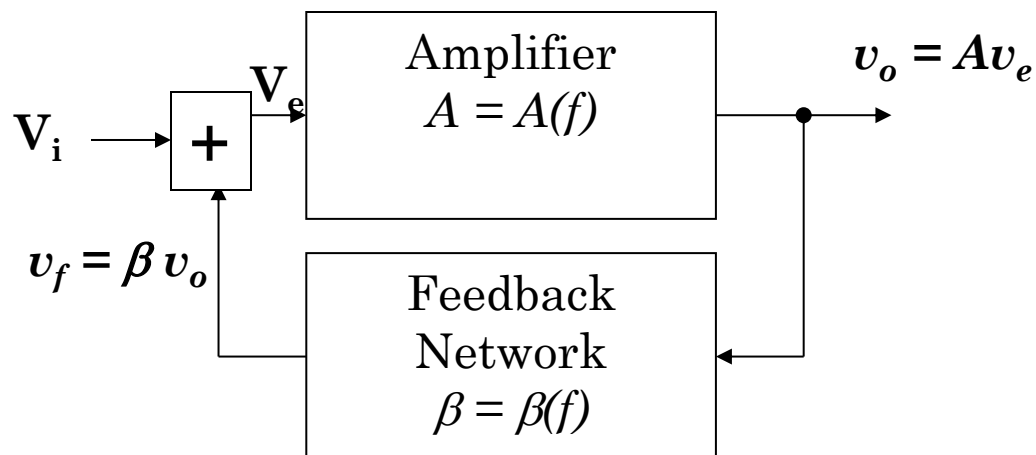 Amplifier
A = A(f)
v_o = Av_e
V_e
V_i
+
v_f = β v_o
Feedback
Network
β = β(f)